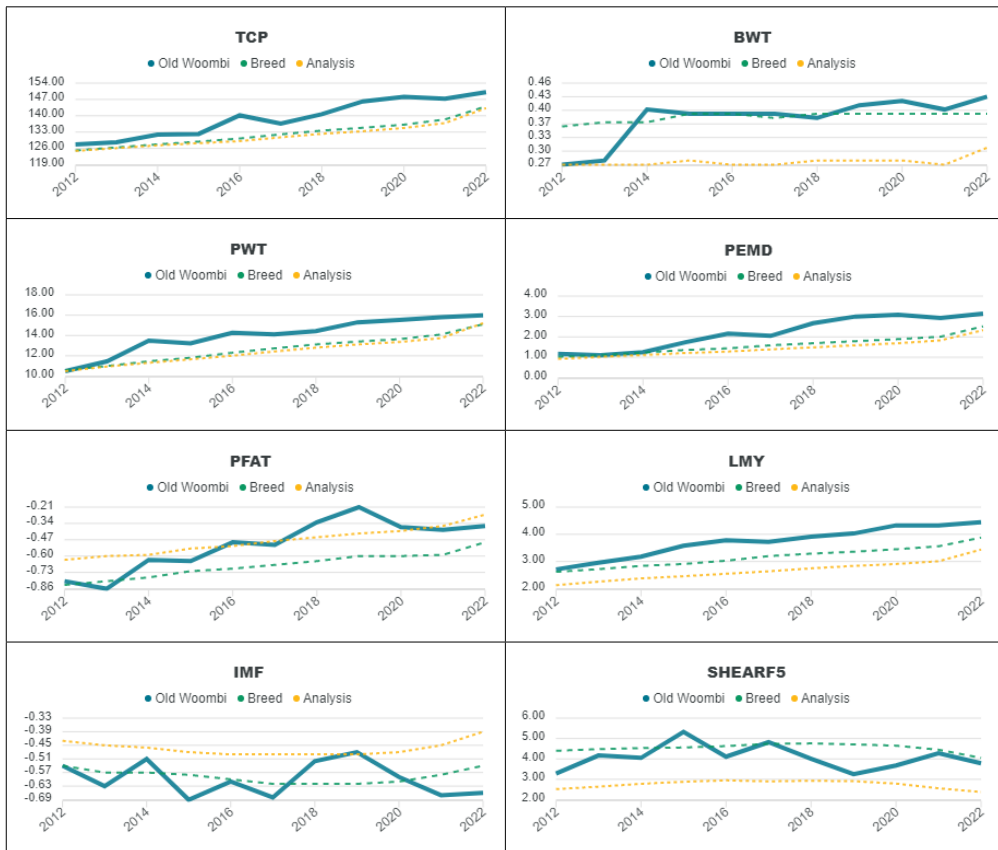 TCP
Old Woombi Breed Analysis
154.00
147.00
140.00
133.00
126.00
119.00
2012 2014 2016 2018 2020 2022
BWT
Old Woombi Breed Analysis
0.46
0.43
0.40
0.37
0.33
0.30
0.27
2012 2014 2016 2018 2020 2022
PWT
Old Woombi Breed Analysis
18.00
16.00
14.00
12.00
10.00
2012 2014 2016 2018 2020 2022
PEMD
Old Woombi Breed Analysis
4.00
3.00
2.00
1.00
0.00
2012 2014 2016 2018 2020 2022
PFAT
Old Woombi Breed Analysis
-0.21
-0.34
-0.47
-0.60
-0.73
-0.86
2012 2014 2016 2018 2020 2022
LMY
Old Woombi Breed Analysis
5.00
4.00
3.00
2.00
2012 2014 2016 2018 2020 2022
IMF
Old Woombi Breed Analysis
-0.33
-0.39
-0.45
-0.51
-0.57
-0.63
-0.69
2012 2014 2016 2018 2020 2022
SHEARF5
Old Woombi Breed Analysis
6.00
5.00
4.00
3.00
2.00
2012 2014 2016 2018 2020 2022